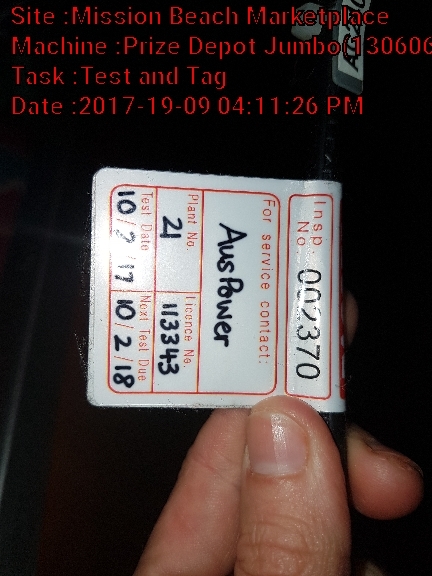 Site :Mission Beach Marketplace
Machine :Prize Depot Jumbo(130606
Task :Test and Tag
Date :2017-19-09 04:11:26 PM
Insp No. 002370
For service contact:
AusPower
Plant No. Licence No.
21 113343
Test Date Next Test Due
10/2/17 10/2/18